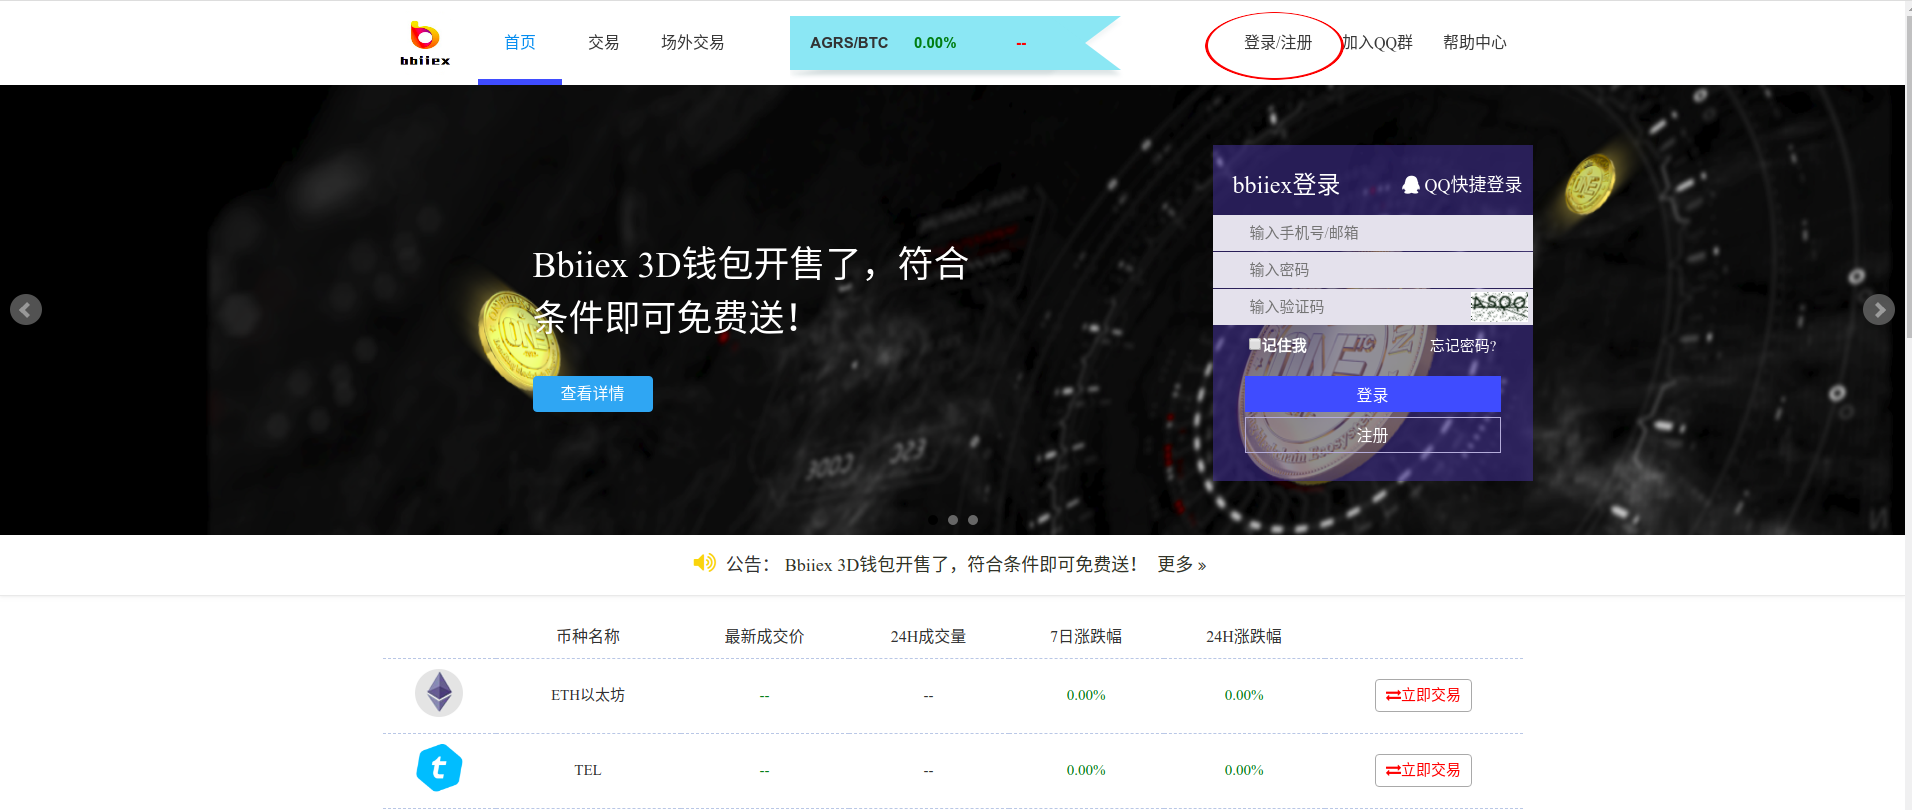 bbiiex
首页
交易
场外交易
AGRS/BTC 0.00% --
登录/注册
加入QQ群
帮助中心
Bbiiex 3D钱包开售了，符合
条件即可免费送！
查看详情
bbiiex登录 QQ快捷登录
输入手机号/邮箱
输入密码
输入验证码
记住我 忘记密码?
登录
注册
公告： Bbiiex 3D钱包开售了，符合条件即可免费送！ 更多 »
币种名称 最新成交价 24H成交量 7日涨跌幅 24H涨跌幅
ETH以太坊 -- -- 0.00% 0.00% 立即交易
TEL -- -- 0.00% 0.00% 立即交易